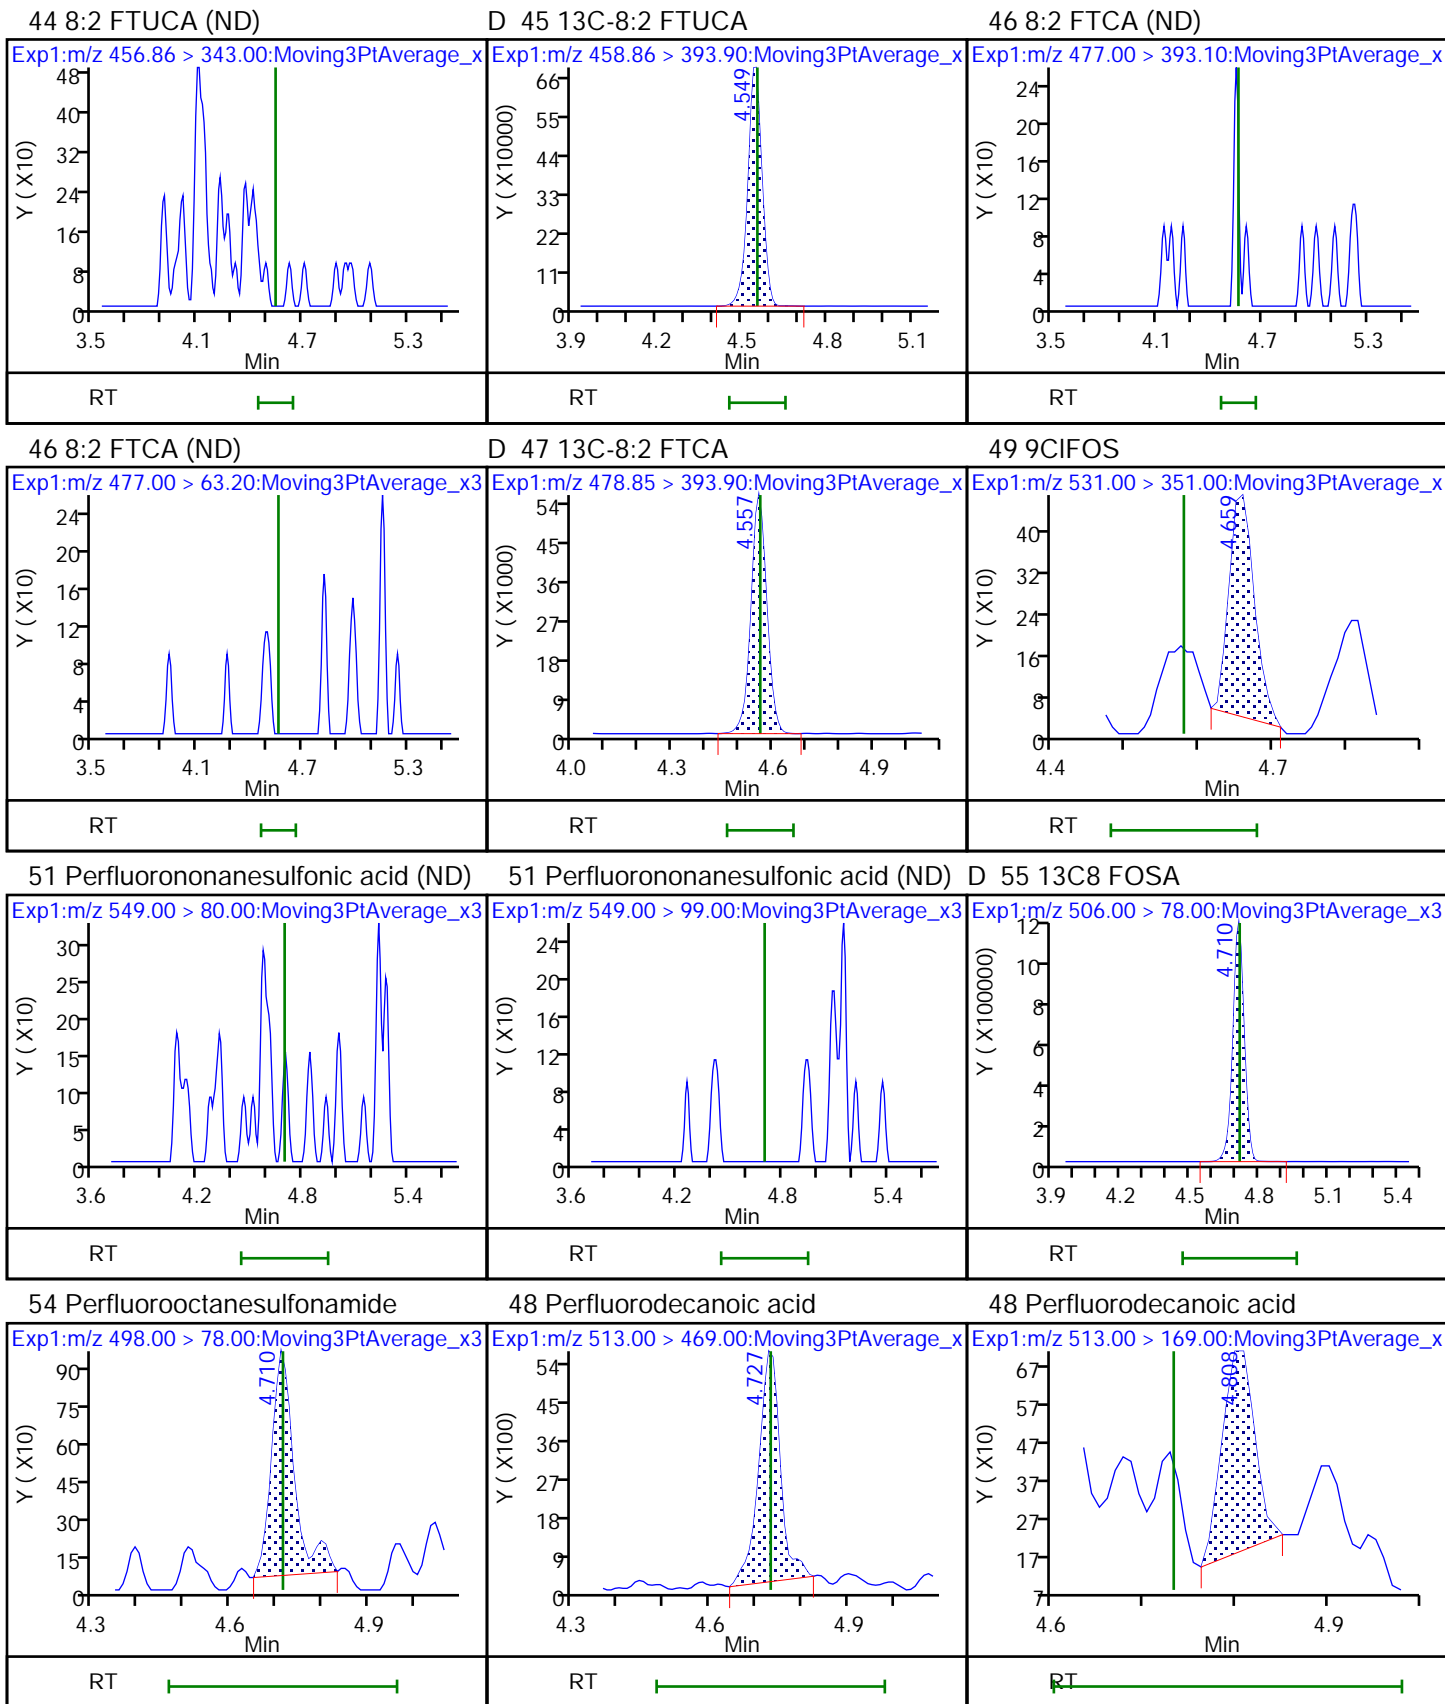 44 8:2 FTUCA (ND)
Exp1:m/z 456.86 > 343.00:Moving3PtAverage_x
Y ( X10)
48
40
32
24
16
8
0
3.5 4.1 4.7 5.3
Min
RT
D 45 13C-8:2 FTUCA
Exp1:m/z 458.86 > 393.90:Moving3PtAverage_x
4.549
Y ( X10000)
66
55
44
33
22
11
0
3.9 4.2 4.5 4.8 5.1
Min
RT
46 8:2 FTCA (ND)
Exp1:m/z 477.00 > 393.10:Moving3PtAverage_x
Y ( X10)
24
20
16
12
8
4
0
3.5 4.1 4.7 5.3
Min
RT
46 8:2 FTCA (ND)
Exp1:m/z 477.00 > 63.20:Moving3PtAverage_x3
Y ( X10)
24
20
16
12
8
4
0
3.5 4.1 4.7 5.3
Min
RT
D 47 13C-8:2 FTCA
Exp1:m/z 478.85 > 393.90:Moving3PtAverage_x
4.557
Y ( X1000)
54
45
36
27
18
9
0
4.0 4.3 4.6 4.9
Min
RT
49 9ClFOS
Exp1:m/z 531.00 > 351.00:Moving3PtAverage_x
4.659
Y ( X10)
40
32
24
16
8
0
4.4 4.7
Min
RT
51 Perfluorononanesulfonic acid (ND)
Exp1:m/z 549.00 > 80.00:Moving3PtAverage_x3
Y ( X10)
30
25
20
15
10
5
0
3.6 4.2 4.8 5.4
Min
RT
51 Perfluorononanesulfonic acid (ND)
Exp1:m/z 549.00 > 99.00:Moving3PtAverage_x3
Y ( X10)
24
20
16
12
8
4
0
3.6 4.2 4.8 5.4
Min
RT
D 55 13C8 FOSA
Exp1:m/z 506.00 > 78.00:Moving3PtAverage_x3
4.710
Y ( X100000)
12
10
8
6
4
2
0
3.9 4.2 4.5 4.8 5.1 5.4
Min
RT
54 Perfluorooctanesulfonamide
Exp1:m/z 498.00 > 78.00:Moving3PtAverage_x3
4.710
Y ( X10)
90
75
60
45
30
15
0
4.3 4.6 4.9
Min
RT
48 Perfluorodecanoic acid
Exp1:m/z 513.00 > 469.00:Moving3PtAverage_x
4.727
Y ( X100)
54
45
36
27
18
9
0
4.3 4.6 4.9
Min
RT
48 Perfluorodecanoic acid
Exp1:m/z 513.00 > 169.00:Moving3PtAverage_x
4.808
Y ( X10)
67
57
47
37
27
17
7
4.6 4.9
Min
RT